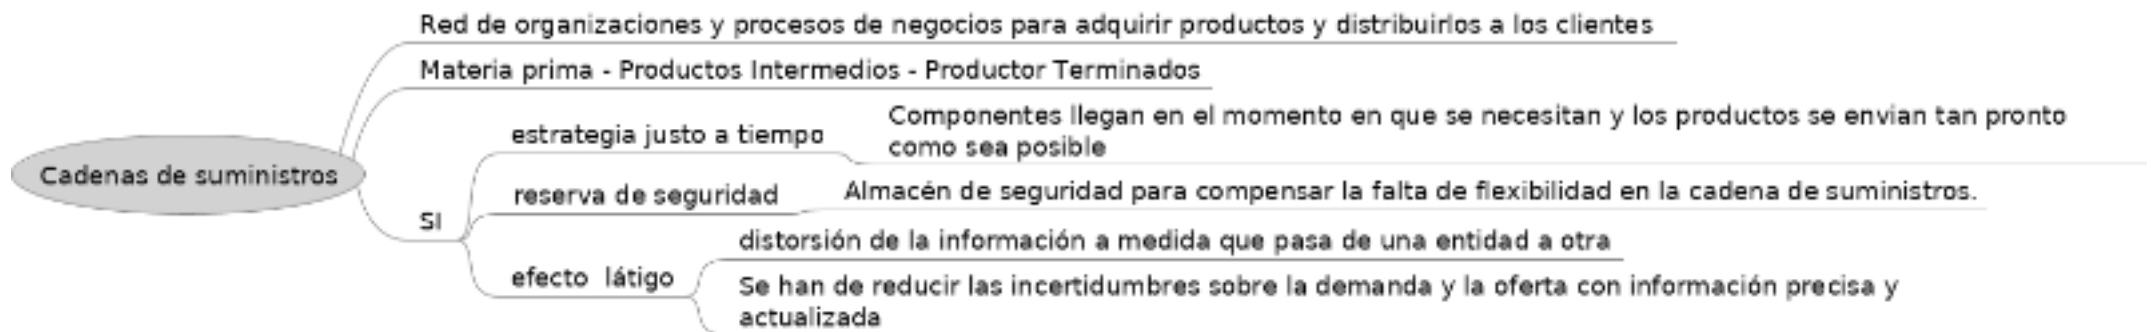 Red de organizaciones y procesos de negocios para adquirir productos y distribuirlos a los clientes
Materia prima - Productos Intermedios - Productor Terminados
Cadenas de suministros
SI
estrategia justo a tiempo
Componentes llegan en el momento en que se necesitan y los productos se envian tan pronto
como sea posible
reserva de seguridad
Almacén de seguridad para compensar la falta de flexibilidad en la cadena de suministros.
efecto látigo
distorsión de la información a medida que pasa de una entidad a otra
Se han de reducir las incertidumbres sobre la demanda y la oferta con información precisa y
actualizada